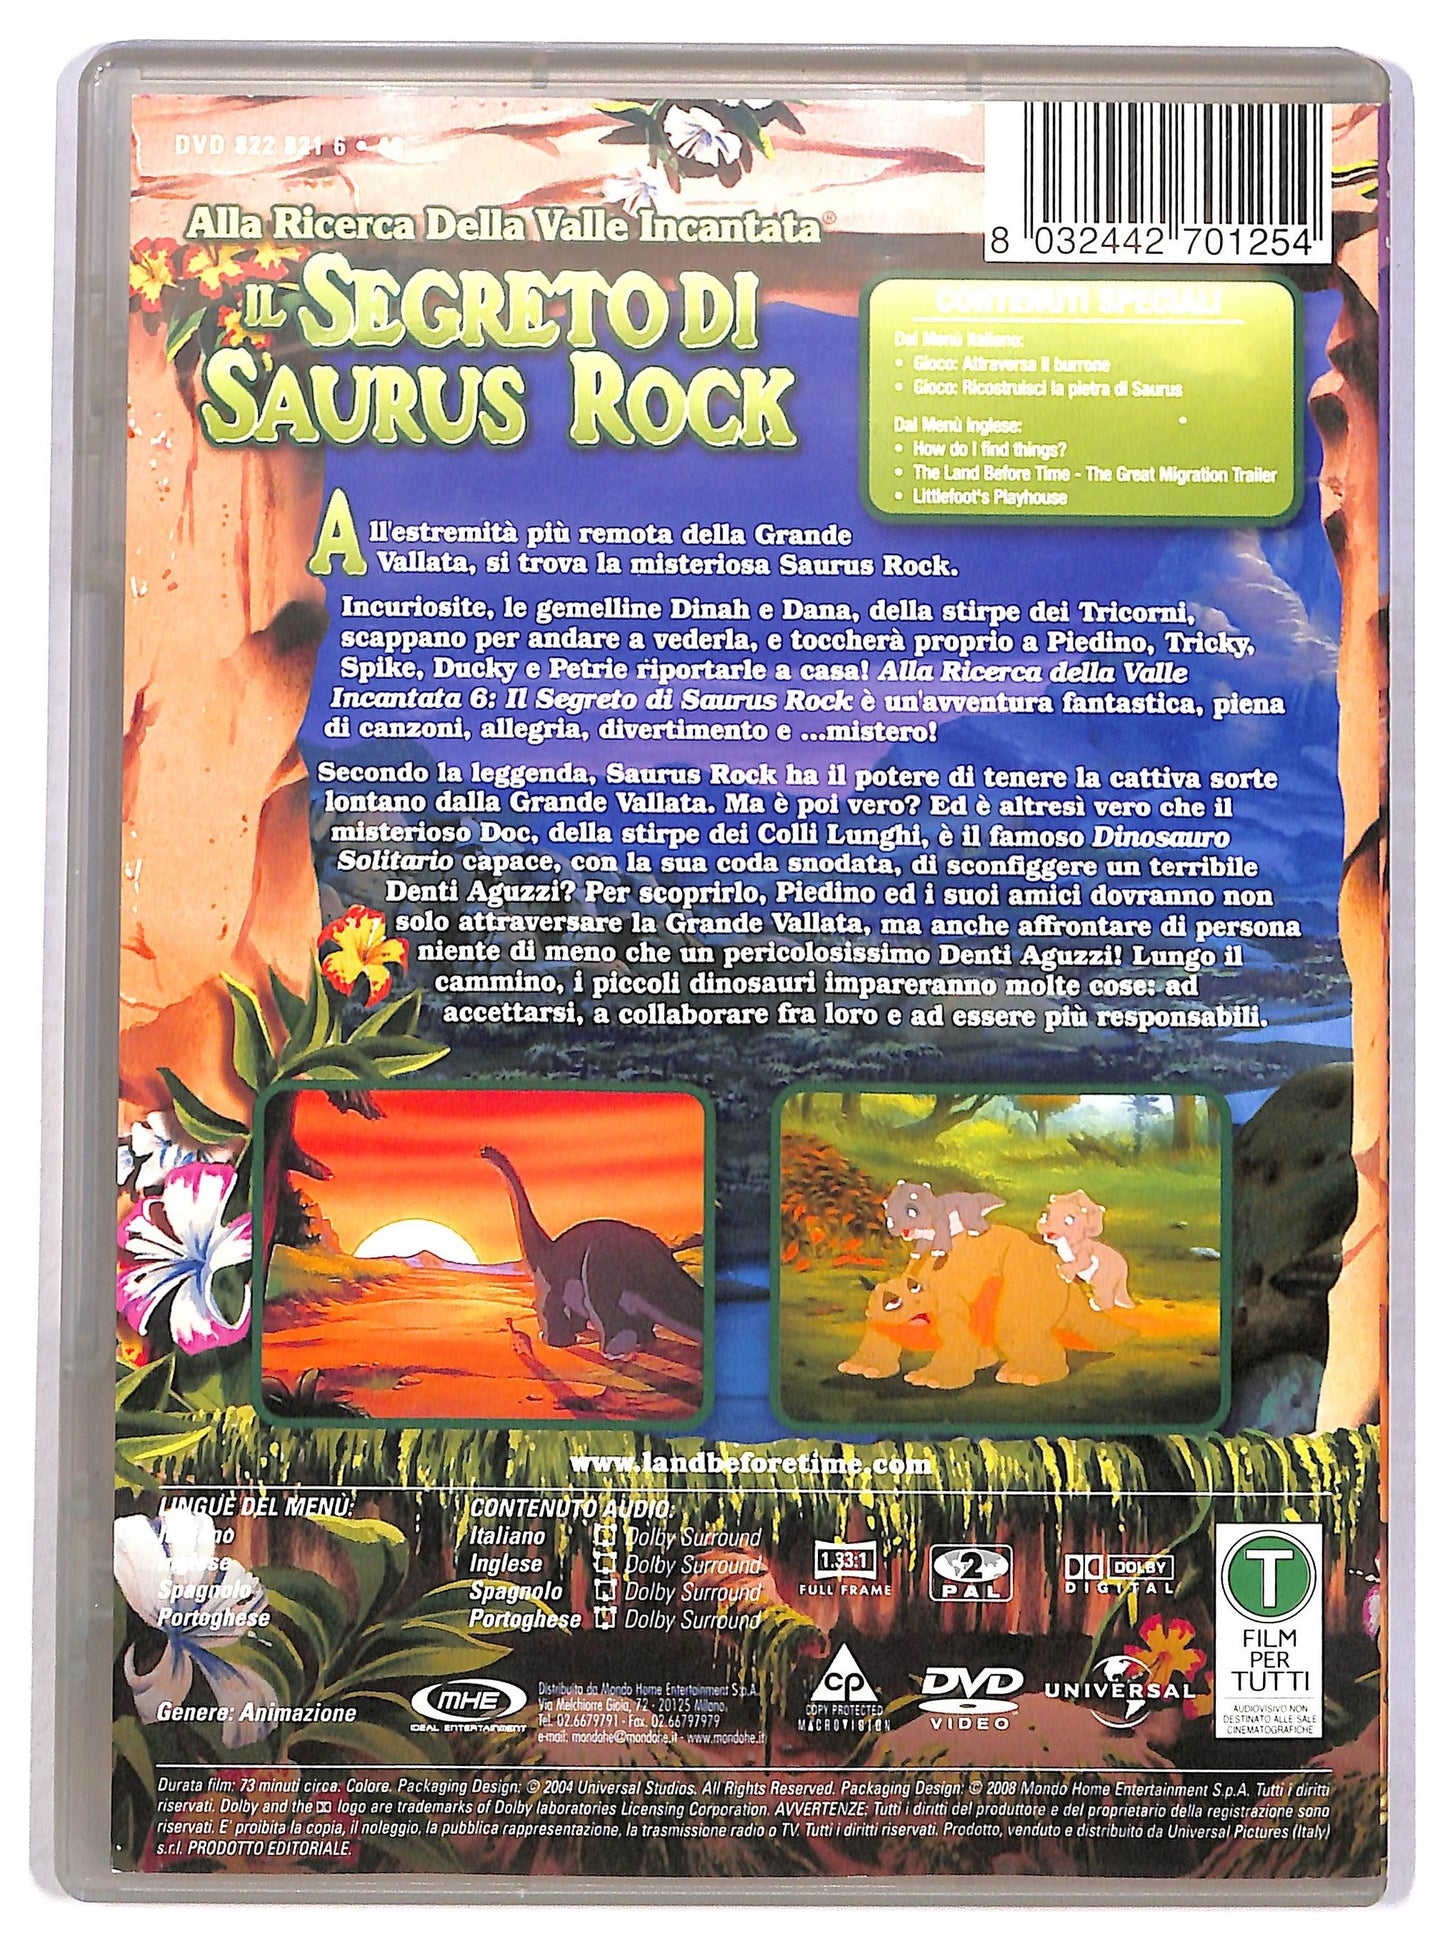 DVD 822 821 6 •
8 032442 701254
Alla Ricerca Della Valle Incantata®
IL SEGRETO DI
SAURUS ROCK
CONTENUTI SPECIALI
Dal Menù Italiano:
• Gioco: Attraversa il burrone
• Gioco: Ricostruisci la pietra di Saurus
Dal Menù inglese:
• How do I find things?
• The Land Before Time - The Great Migration Trailer
• Littlefoot's Playhouse
All'estremità più remota della Grande
Vallata, si trova la misteriosa Saurus Rock.
Incuriosite, le gemelline Dinah e Dana, della stirpe dei Tricorni,
scappano per andare a vederla, e toccherà proprio a Piedino, Tricky,
Spike, Ducky e Petrie riportarle a casa! Alla Ricerca della Valle
Incantata 6: Il Segreto di Saurus Rock è un'avventura fantastica, piena
di canzoni, allegria, divertimento e ...mistero!
Secondo la leggenda, Saurus Rock ha il potere di tenere la cattiva sorte
lontano dalla Grande Vallata. Ma è poi vero? Ed è altresì vero che il
misterioso Doc, della stirpe dei Colli Lunghi, è il famoso Dinosauro
Solitario capace, con la sua coda snodata, di sconfiggere un terribile
Denti Aguzzi? Per scoprirlo, Piedino ed i suoi amici dovranno non
solo attraversare la Grande Vallata, ma anche affrontare di persona
niente di meno che un pericolosissimo Denti Aguzzi! Lungo il
cammino, i piccoli dinosauri impareranno molte cose: ad
accettarsi, a collaborare fra loro e ad essere più responsabili.
www.landbeforetime.com
LINGUE DEL MENÙ:
Italiano
Inglese
Spagnolo
Portoghese
CONTENUTO AUDIO:
Italiano Dolby Surround
Inglese Dolby Surround
Spagnolo Dolby Surround
Portoghese Dolby Surround
1.33:1
FULL FRAME
2
PAL
DOLBY
DIGITAL
T
FILM
PER
TUTTI
AUDIOVISIVO NON
DESTINATO ALLE SALE
CINEMATOGRAFICHE
Genere: Animazione
MHE
IDEAL ENTERTAINMENT
Distribuito da Mondo Home Entertainment S.p.A.
Via Melchiorre Gioia, 72 - 20125 Milano.
Tel. 02.6679791 - Fax. 02.66797979
e-mail: mondohe@mondohe.it - www.mondohe.it
cp
COPY PROTECTED
MACROVISION
DVD
VIDEO
UNIVERSAL
Durata film: 73 minuti circa. Colore. Packaging Design: © 2004 Universal Studios. All Rights Reserved. Packaging Design: © 2008 Mondo Home Entertainment S.p.A. Tutti i diritti
riservati. Dolby and the logo are trademarks of Dolby laboratories Licensing Corporation. AVVERTENZE: Tutti i diritti del produttore e del proprietario della registrazione sono
riservati. E' proibita la copia, il noleggio, la pubblica rappresentazione, la trasmissione radio o TV. Tutti i diritti riservati. Prodotto, venduto e distribuito da Universal Pictures (Italy)
s.r.l. PRODOTTO EDITORIALE.